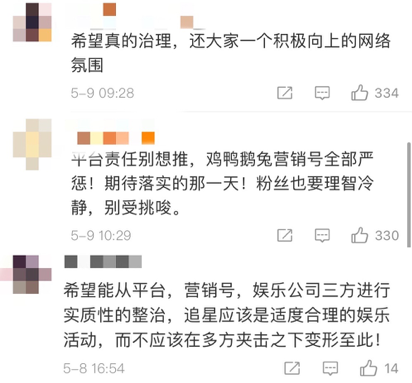 希望真的治理，还大家一个积极向上的网络
氛围
5-9 09:28
334
平台责任别想推，鸡鸭鹅兔营销号全部严
惩！期待落实的那一天！粉丝也要理智冷
静，别受挑唆。
5-9 10:29
330
希望能从平台，营销号，娱乐公司三方进行
实质性的整治，追星应该是适度合理的娱乐
活动，而不应该在多方夹击之下变形至此！
5-8 16:54
14